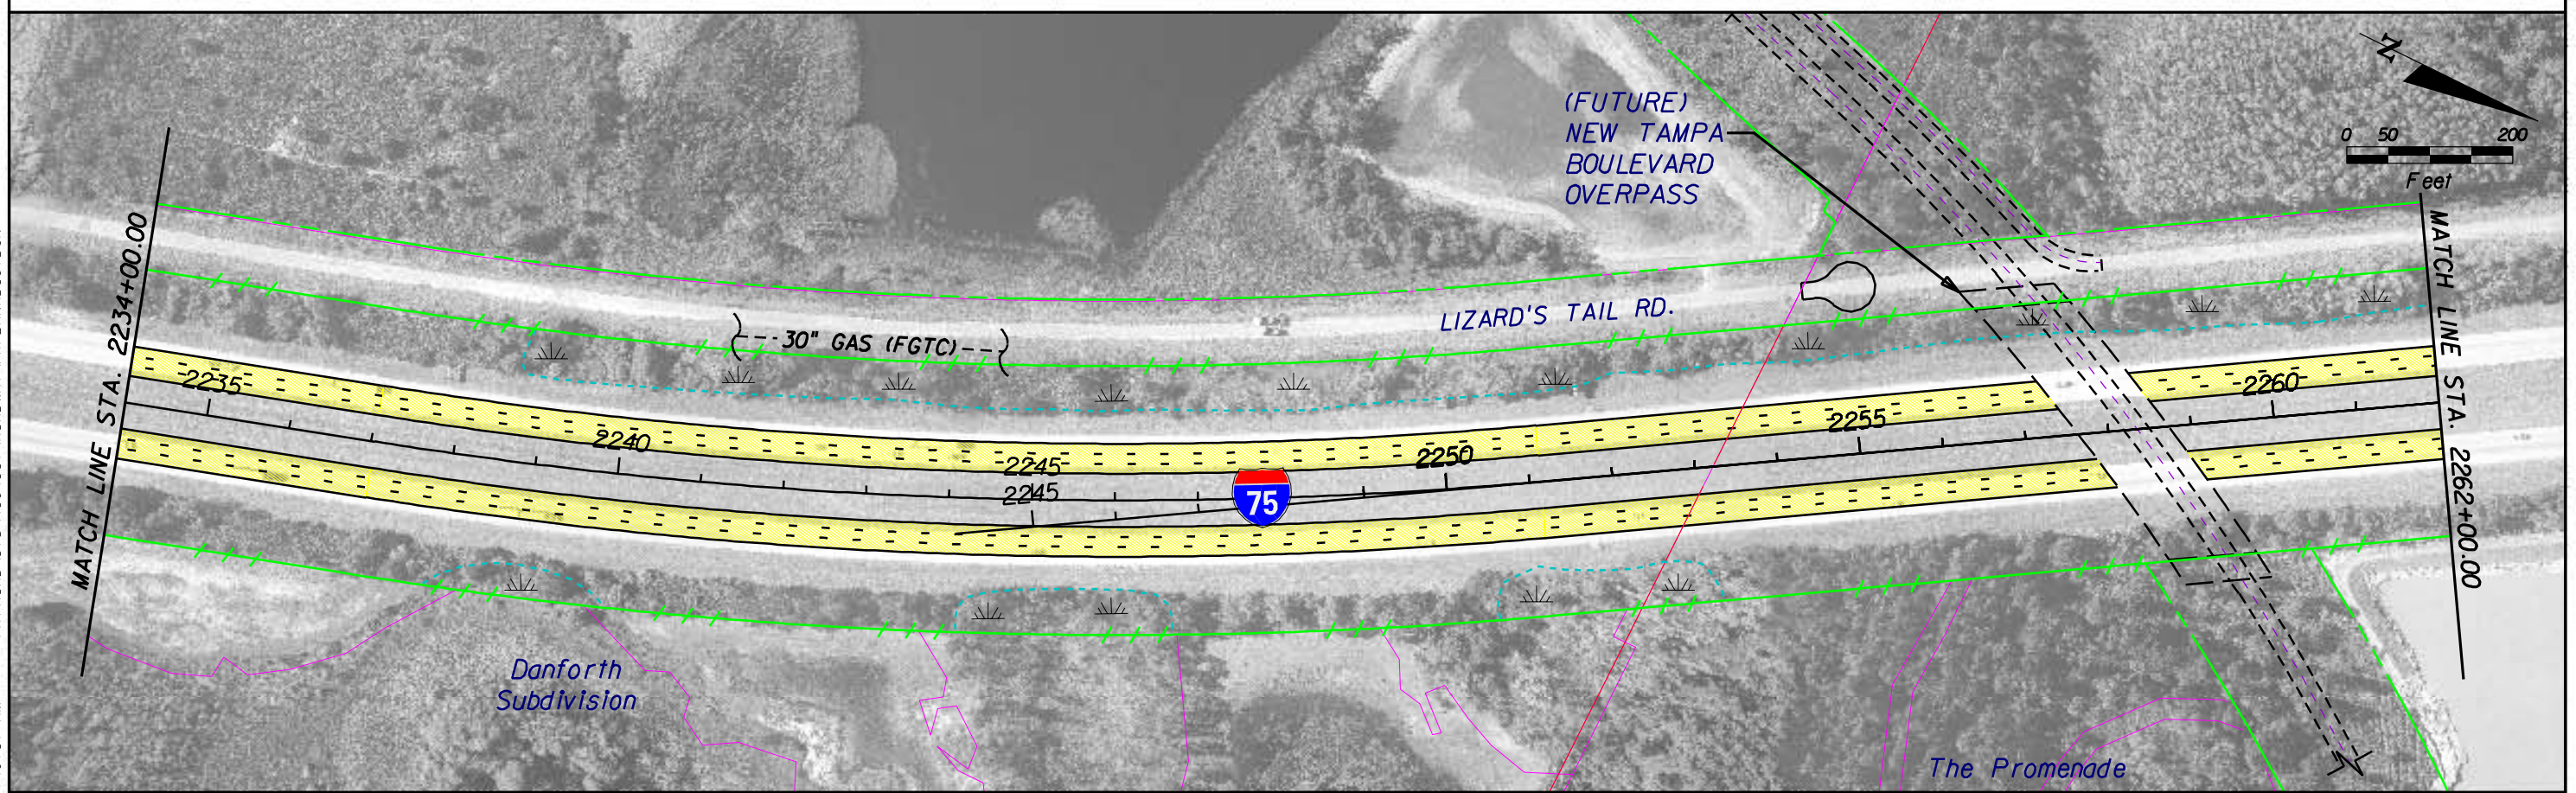 (FUTURE)
NEW TAMPA
BOULEVARD
OVERPASS
N
0 50 200
Feet
MATCH LINE STA. 2234+00.00
MATCH LINE STA. 2262+00.00
30" GAS (FGTC)
LIZARD'S TAIL RD.
2235
2240
2245
2250
2255
2260
2245
75
Danforth
Subdivision
The Promenade